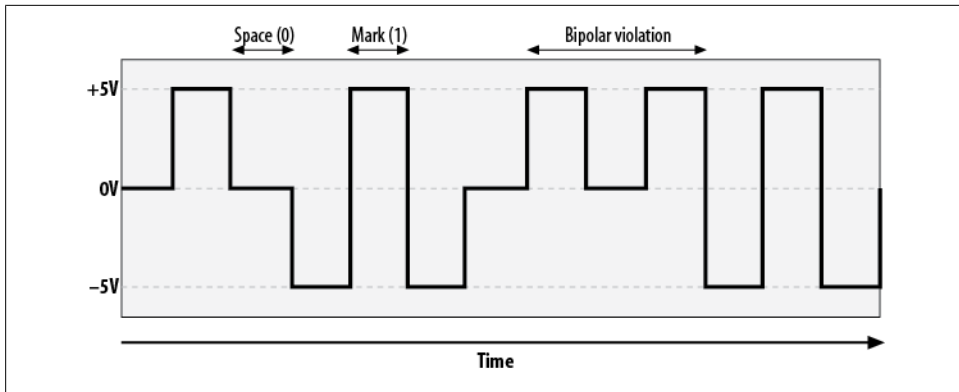 Space (0) Mark (1) Bipolar violation
+5V
0V
–5V
Time